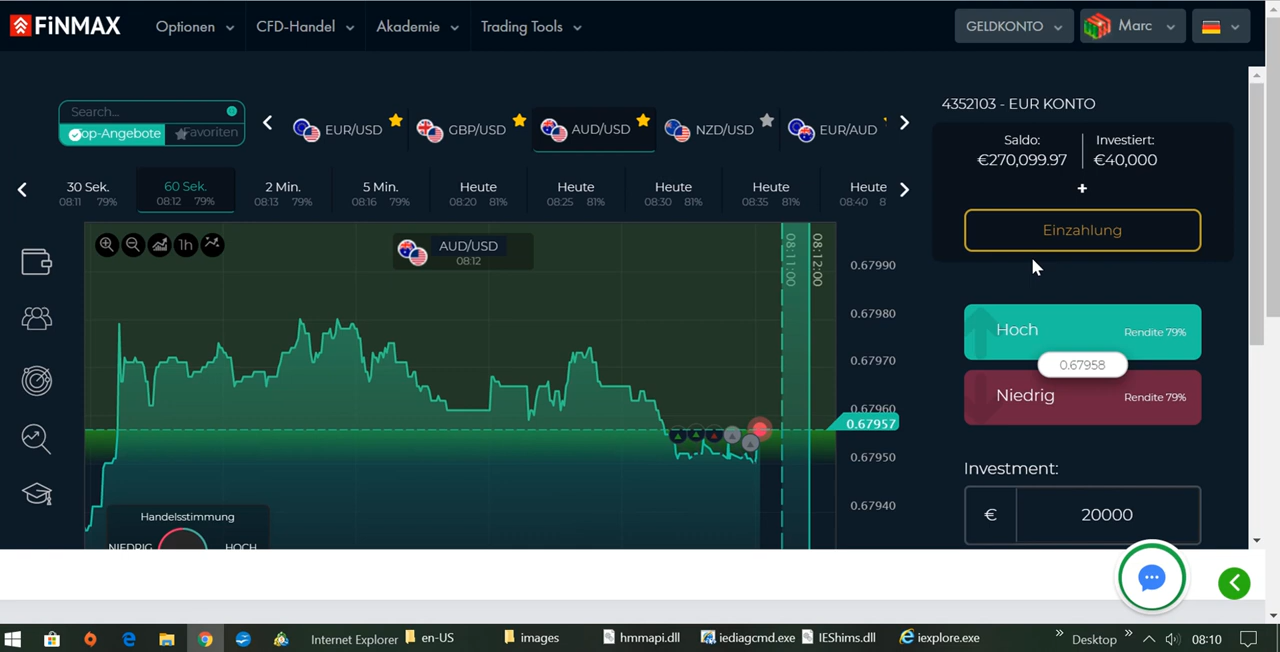 FiNMAX
Optionen
CFD-Handel
Akademie
Trading Tools
GELDKONTO
Marc
Search...
op-Angebote
Favoriten
EUR/USD
GBP/USD
AUD/USD
NZD/USD
EUR/AUD
30 Sek.
08:11 79%
60 Sek.
08:12 79%
2 Min.
08:13 79%
5 Min.
08:16 79%
Heute
08:20 81%
Heute
08:25 81%
Heute
08:30 81%
Heute
08:35 81%
Heute
08:40 8
4352103 - EUR KONTO
Saldo:
€270,099.97
Investiert:
€40,000
+
Einzahlung
1h
AUD/USD
08:12
08:11:00
08:12:00
0.67990
0.67980
0.67970
0.67960
0.67957
0.67950
0.67940
Handelsstimmung
NIEDRIG
HOCH
Hoch
Rendite 79%
0.67958
Niedrig
Rendite 79%
Investment:
€
20000
Internet Explorer
en-US
images
hmmapi.dll
iediagcmd.exe
IEShims.dll
iexplore.exe
»
Desktop
»
08:10